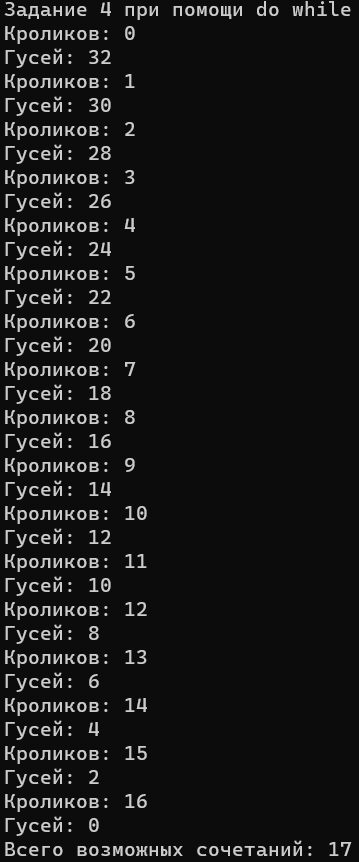 Задание 4 при помощи do while
Кроликов: 0
Гусей: 32
Кроликов: 1
Гусей: 30
Кроликов: 2
Гусей: 28
Кроликов: 3
Гусей: 26
Кроликов: 4
Гусей: 24
Кроликов: 5
Гусей: 22
Кроликов: 6
Гусей: 20
Кроликов: 7
Гусей: 18
Кроликов: 8
Гусей: 16
Кроликов: 9
Гусей: 14
Кроликов: 10
Гусей: 12
Кроликов: 11
Гусей: 10
Кроликов: 12
Гусей: 8
Кроликов: 13
Гусей: 6
Кроликов: 14
Гусей: 4
Кроликов: 15
Гусей: 2
Кроликов: 16
Гусей: 0
Всего возможных сочетаний: 17